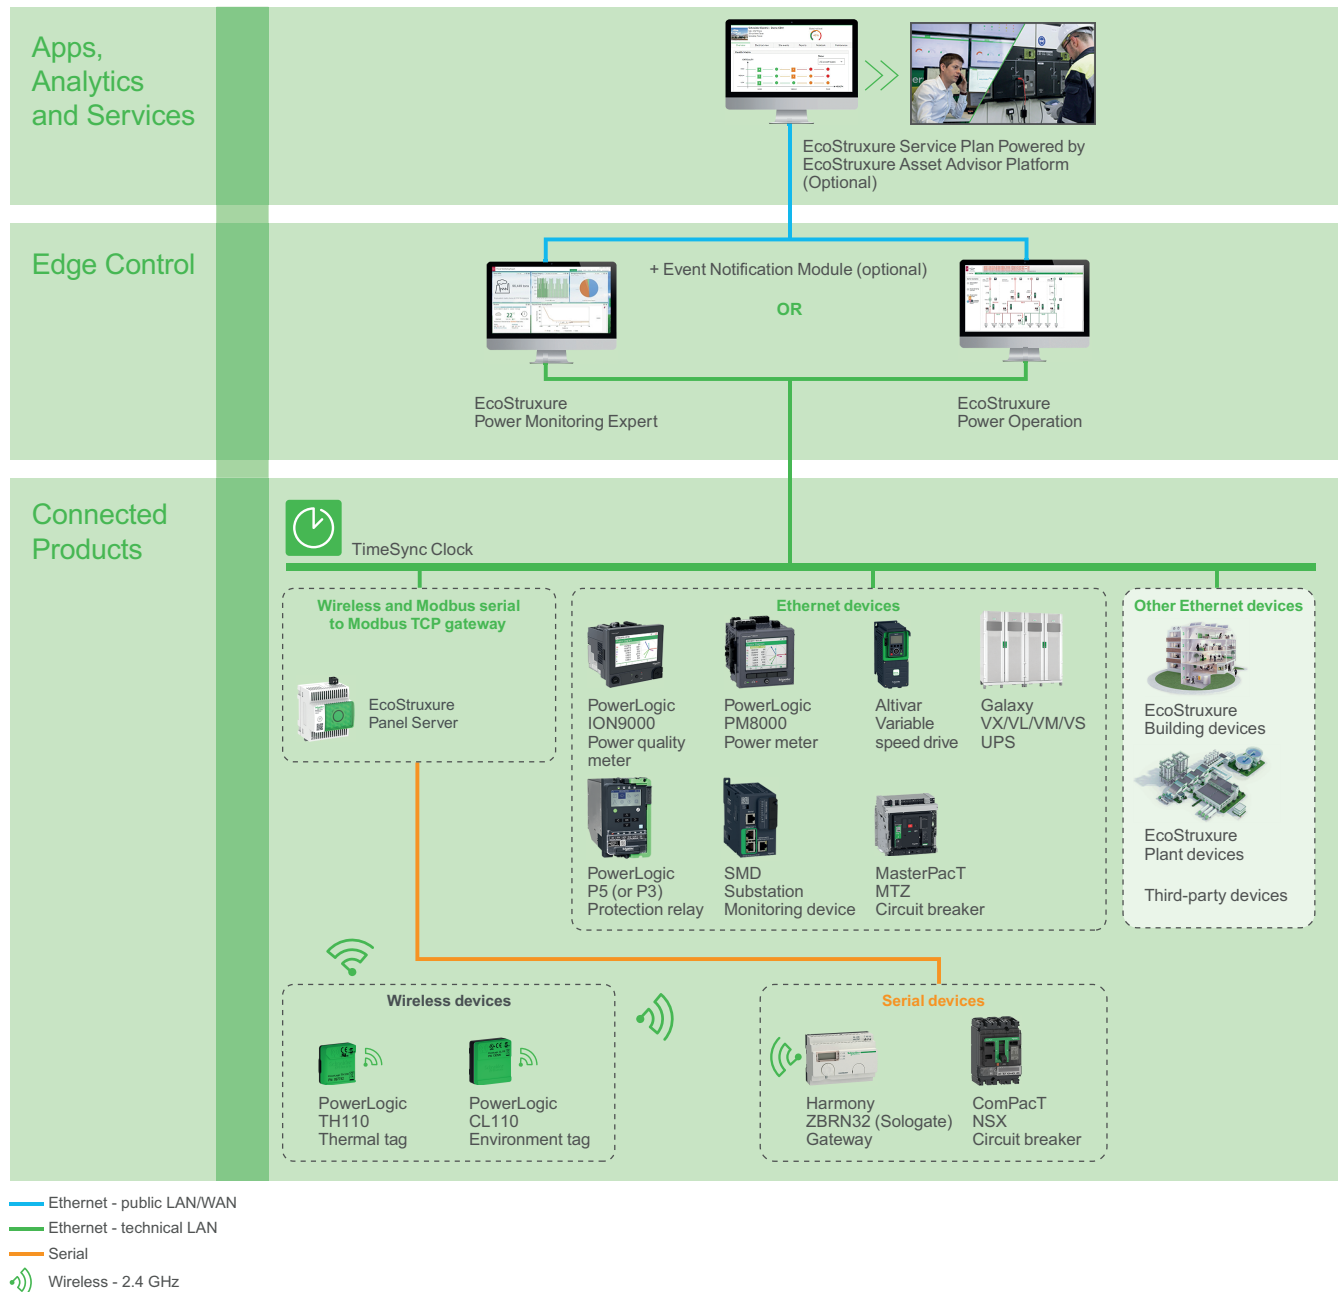 Apps,
Analytics
and Services
EcoStruxure Service Plan Powered by
EcoStruxure Asset Advisor Platform
(Optional)
Edge Control
+ Event Notification Module (optional)
OR
EcoStruxure
Power Monitoring Expert
EcoStruxure
Power Operation
Connected
Products
TimeSync Clock
Wireless and Modbus serial
to Modbus TCP gateway
EcoStruxure
Panel Server
Ethernet devices
PowerLogic
ION9000
Power quality
meter
PowerLogic
PM8000
Power meter
Altivar
Variable
speed drive
Galaxy
VX/VL/VM/VS
UPS
PowerLogic
P5 (or P3)
Protection relay
SMD
Substation
Monitoring device
MasterPacT
MTZ
Circuit breaker
Other Ethernet devices
EcoStruxure
Building devices
EcoStruxure
Plant devices
Third-party devices
Wireless devices
PowerLogic
TH110
Thermal tag
PowerLogic
CL110
Environment tag
Serial devices
Harmony
ZBRN32 (Sologate)
Gateway
ComPacT
NSX
Circuit breaker
Ethernet - public LAN/WAN
Ethernet - technical LAN
Serial
Wireless - 2.4 GHz